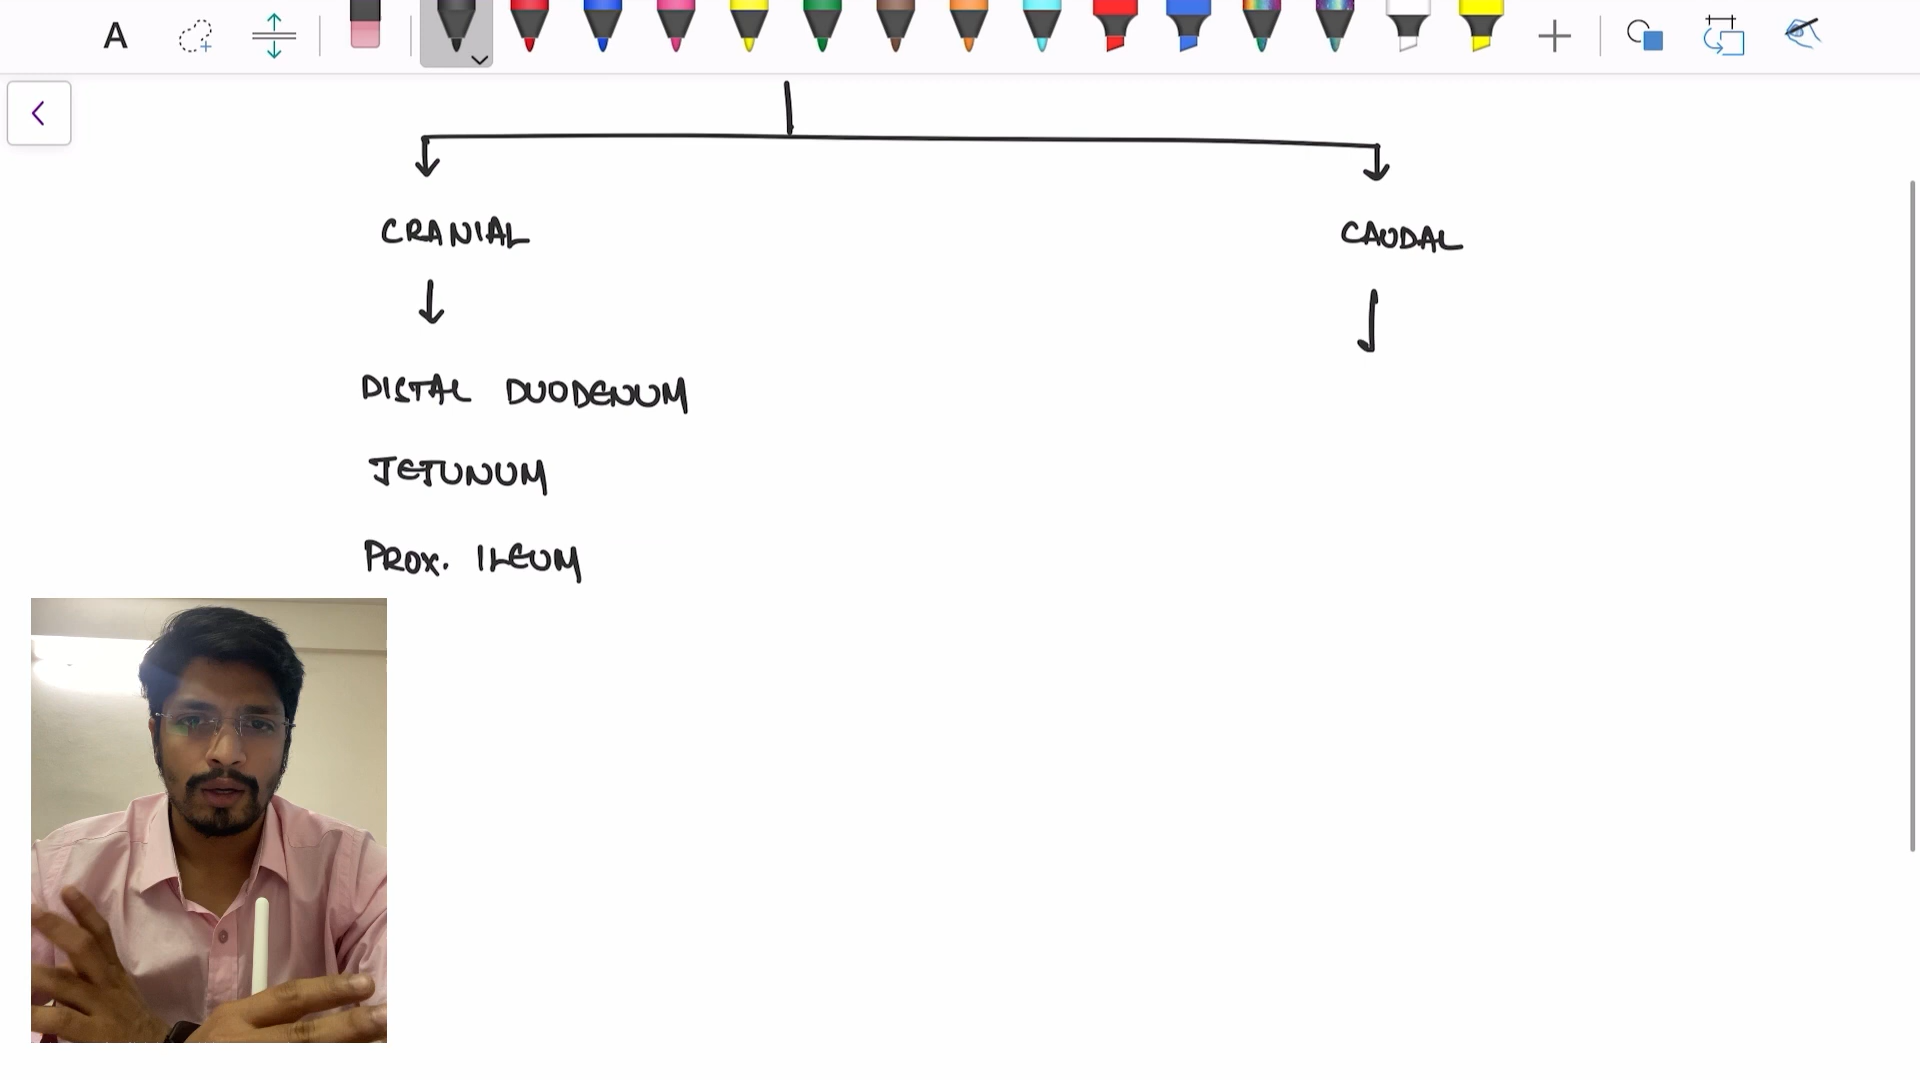 A
CRANIAL
CAUDAL
DISTAL DUODENUM
JEJUNUM
PROX. ILEUM